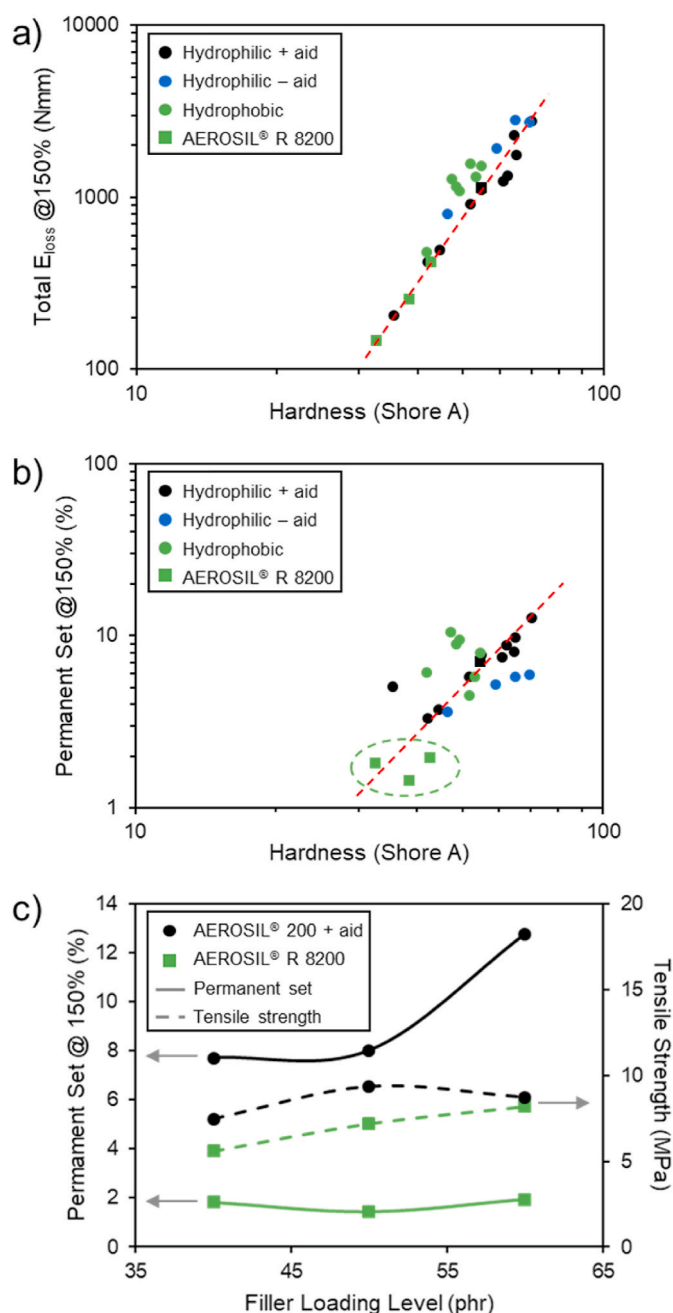 a)
10000
1000
100
Total Eloss @150% (Nmm)
Hydrophilic + aid
Hydrophilic – aid
Hydrophobic
AEROSIL® R 8200
10
100
Hardness (Shore A)
b)
100
10
1
Permanent Set @150% (%)
Hydrophilic + aid
Hydrophilic – aid
Hydrophobic
AEROSIL® R 8200
10
100
Hardness (Shore A)
c)
14
12
10
8
6
4
2
0
Permament Set @ 150% (%)
AEROSIL® 200 + aid
AEROSIL® R 8200
Permanent set
Tensile strength
20
15
10
5
0
Tensile Strength (MPa)
35
45
55
65
Filler Loading Level (phr)